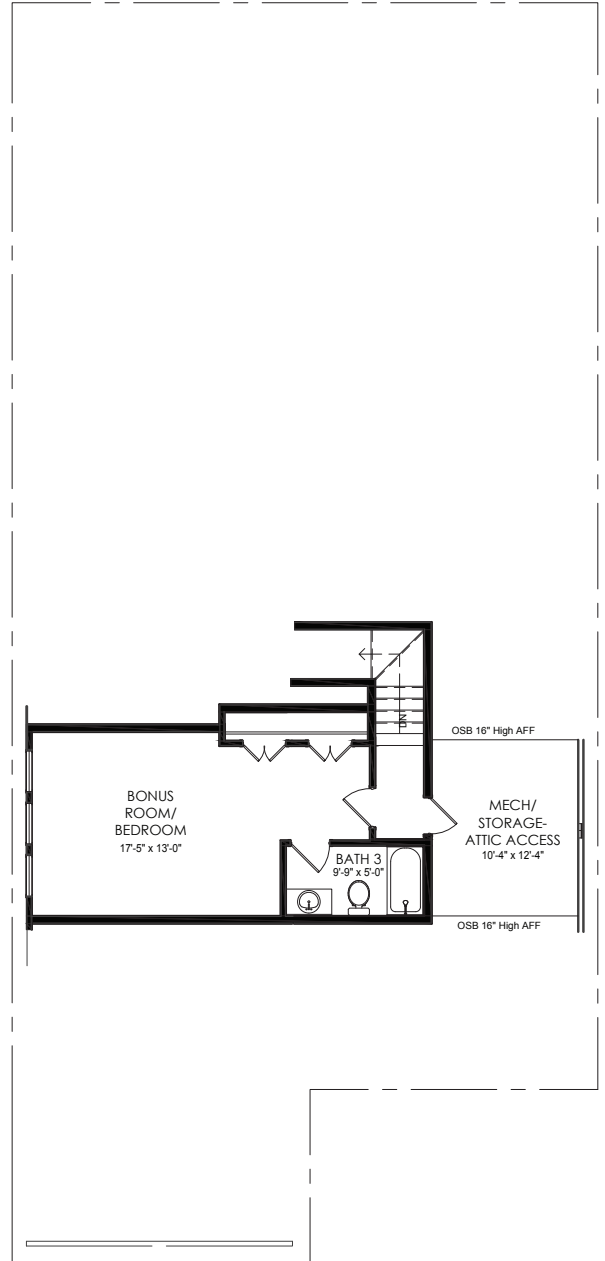 DN
OSB 16" High AFF
BONUS
ROOM/
BEDROOM
17'-5" x 13'-0"
MECH/
STORAGE-
ATTIC ACCESS
10'-4" x 12'-4"
BATH 3
9'-9" x 5'-0"
OSB 16" High AFF